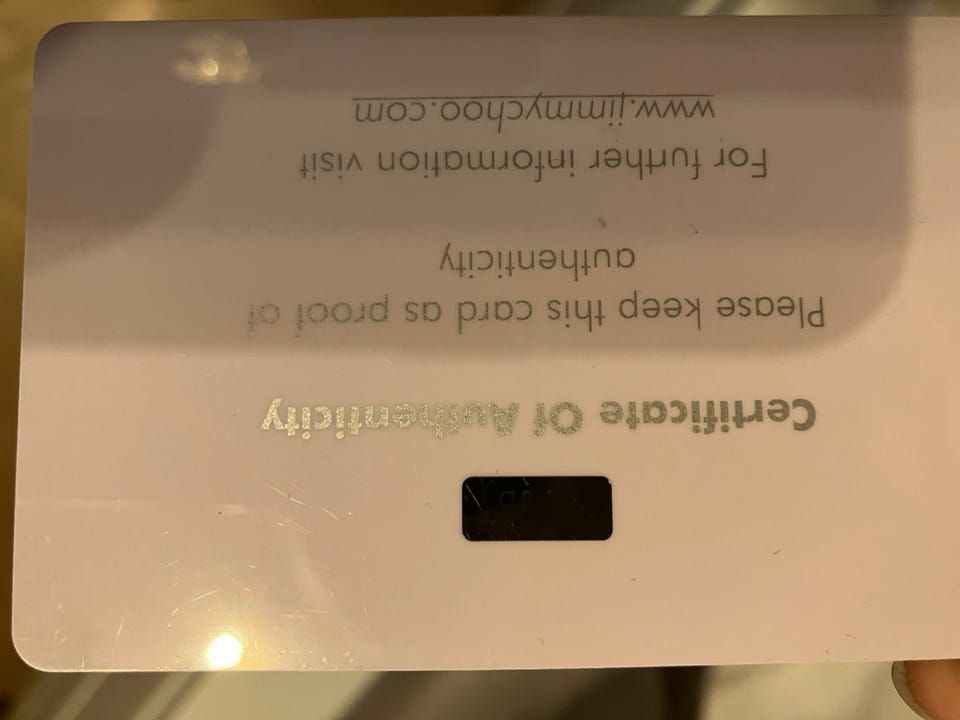 Certificate Of Authenticity
Please keep this card as proof of
authenticity
For further information visit
www.jimmychoo.com